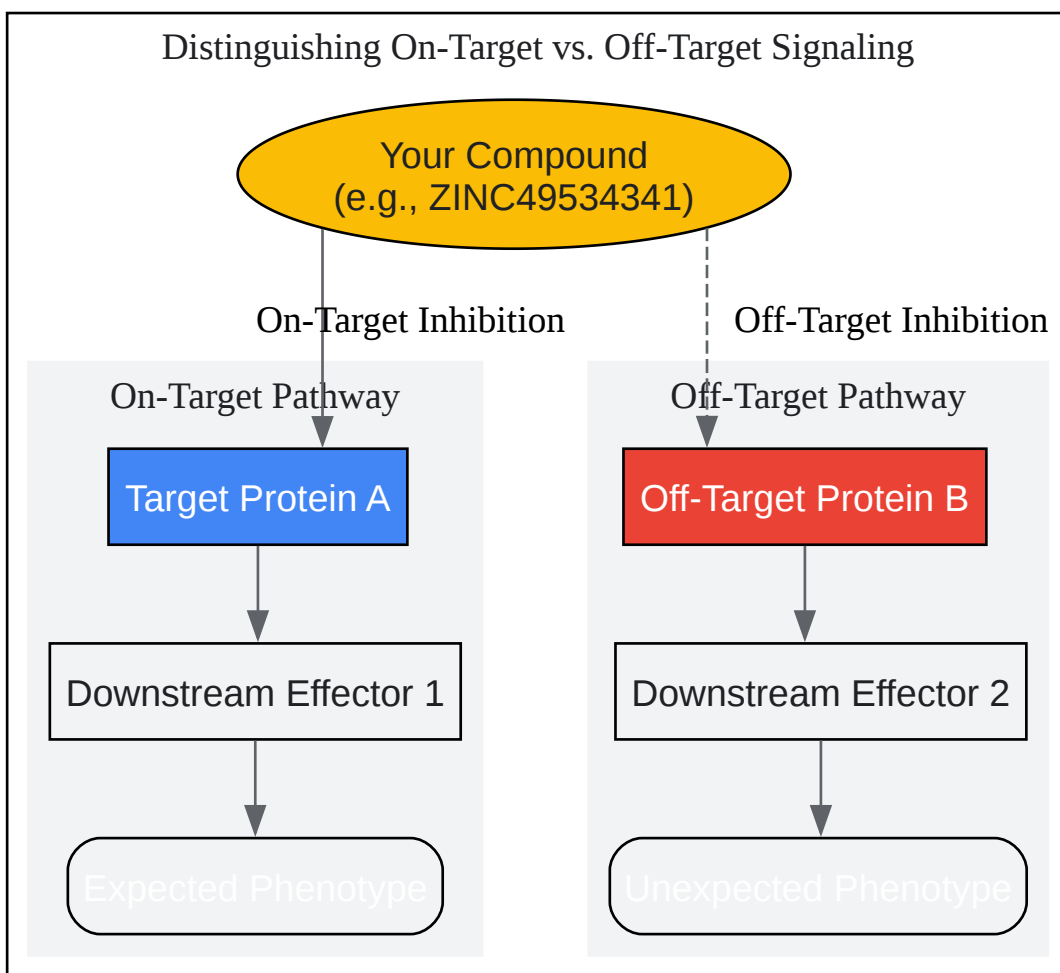 Distinguishing On-Target vs. Off-Target Signaling
Your Compound
(e.g., ZINC49534341)
On-Target Inhibition
Off-Target Inhibition
On-Target Pathway
Off-Target Pathway
Target Protein A
Off-Target Protein B
Downstream Effector 1
Downstream Effector 2
Expected Phenotype
Unexpected Phenotype